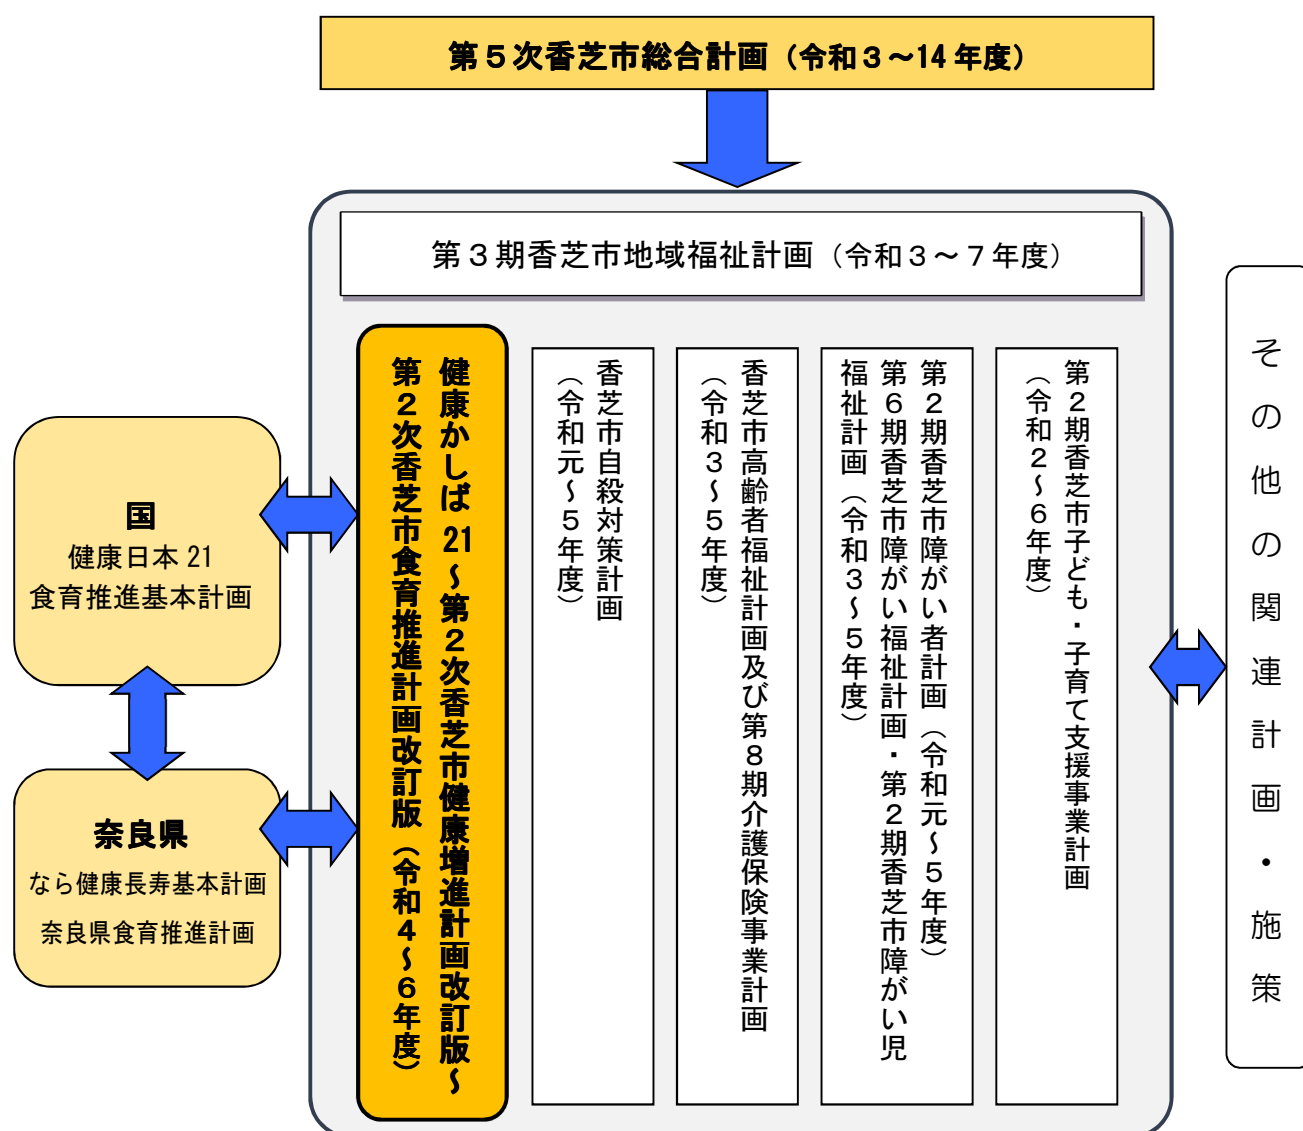 第５次香芝市総合計画（令和３～14年度）
第３期香芝市地域福祉計画（令和３～７年度）
健康かしば 21～第２次香芝市健康増進計画改訂版～
第２次香芝市食育推進計画改訂版（令和４～６年度）
香芝市自殺対策計画
（令和元～５年度）
香芝市高齢者福祉計画及び第８期介護保険事業計画
（令和３～５年度）
第２期香芝市障がい者計画（令和元～５年度）
第６期香芝市障がい福祉計画・第２期香芝市障がい児
福祉計画（令和３～５年度）
第２期香芝市子ども・子育て支援事業計画
（令和２～６年度）
国
健康日本 21
食育推進基本計画
奈良県
なら健康長寿基本計画
奈良県食育推進計画
その他の関連計画・施策